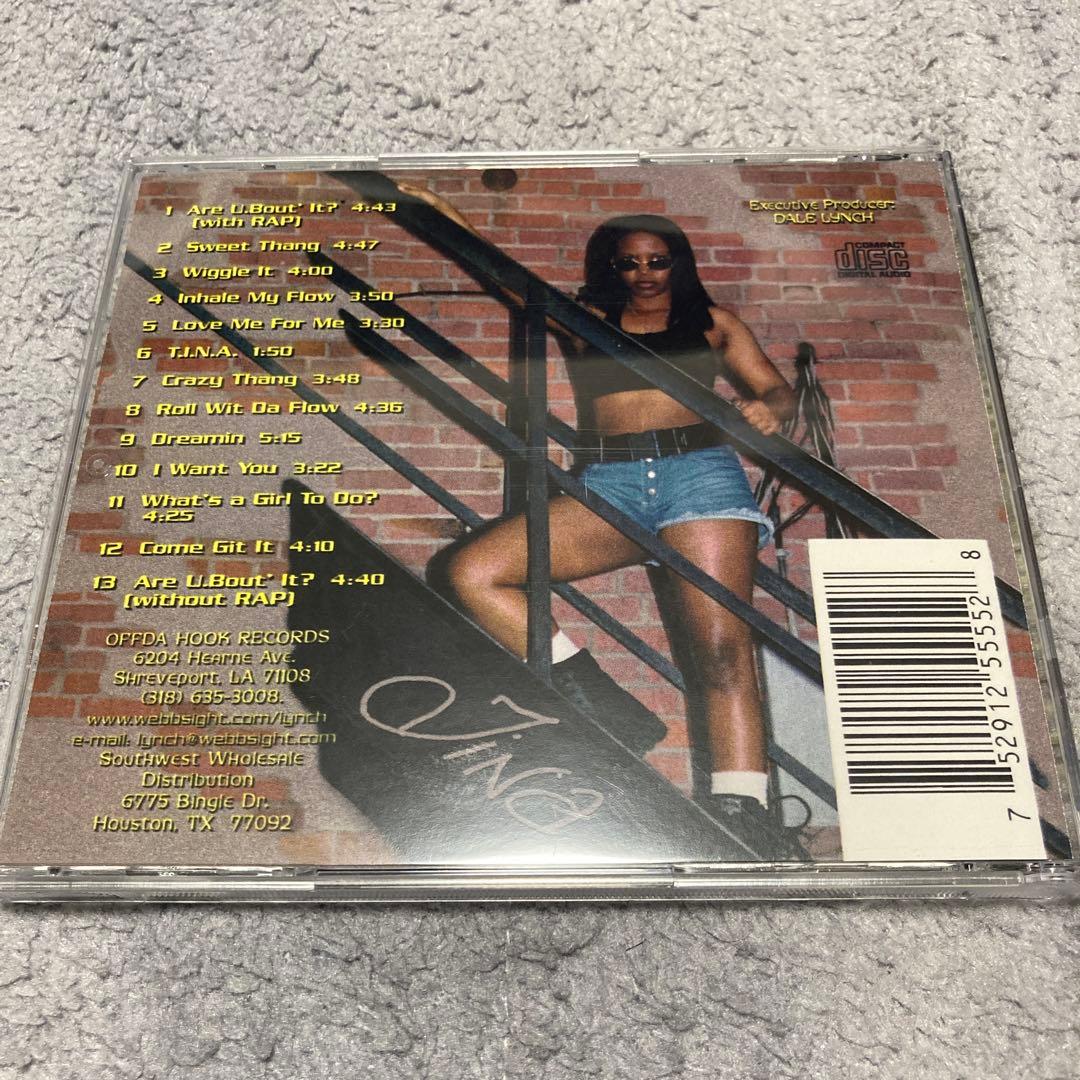 1 Are U.Bout' It? 4:43
(with RAP)
2 Sweet Thang 4:47
3 Wiggle It 4:00
4 Inhale My Flow 3:50
5 Love Me For Me 3:30
6 T.I.N.A. 1:50
7 Crazy Thang 3:48
8 Roll Wit Da Flow 4:36
9 Dreamin 5:15
10 I Want You 3:22
11 What's a Girl To Do?
4:25
12 Come Git It 4:10
13 Are U.Bout' It? 4:40
(without RAP)
OFFDA HOOK RECORDS
6204 Hearne Ave.
Shreveport, LA 71108
(318) 635-3008.
www.webbsight.com/lynch
e-mail: lynch@webbsight.com
Southwest Wholesale
Distribution
6775 Bingle Dr.
Houston, TX 77092
Executive Producer:
DALE LYNCH
COMPACT
disc
DIGITAL AUDIO
Tina
7 52912 55552 8